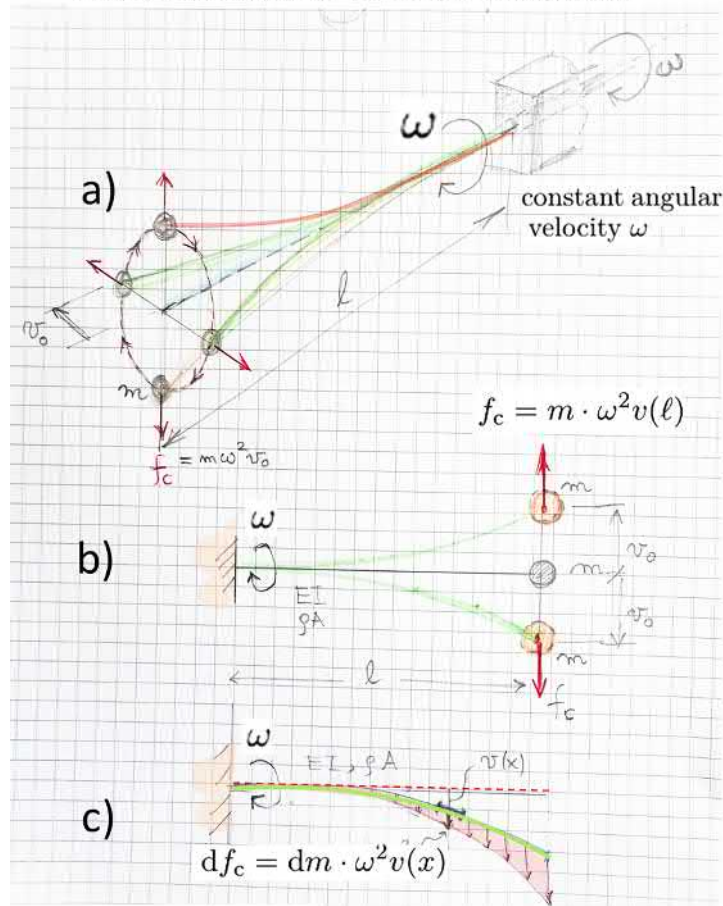 ω
ω
a)
constant angular
velocity ω
l
v₀
m
f_c = mω²v₀
f_c = m · ω²v(ℓ)
m
ω
v₀
b)
m
EI
ρA
v₀
m
l
f_c
ω
EI, ρA
v(x)
c)
df_c = dm · ω²v(x)